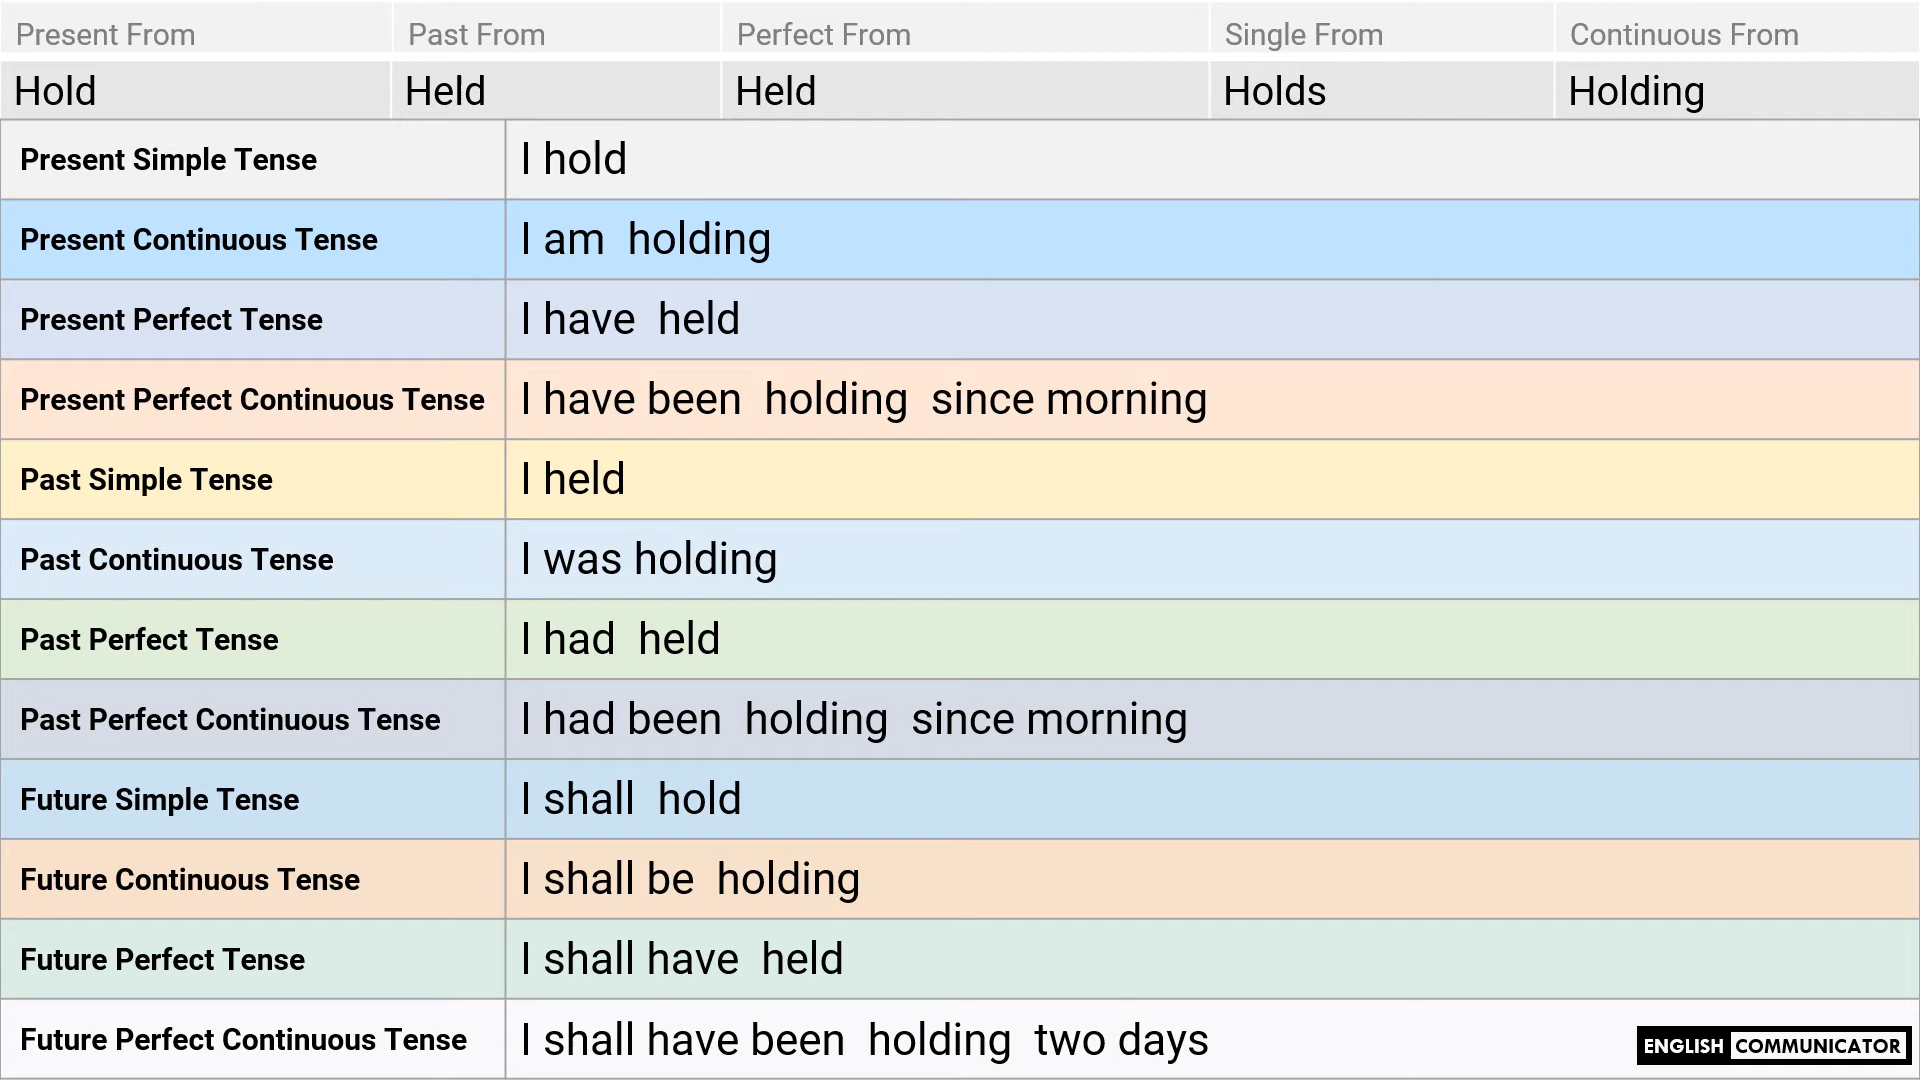 Present From Past From Perfect From Single From Continuous From
Hold Held Held Holds Holding
Present Simple Tense I hold
Present Continuous Tense I am holding
Present Perfect Tense I have held
Present Perfect Continuous Tense I have been holding since morning
Past Simple Tense I held
Past Continuous Tense I was holding
Past Perfect Tense I had held
Past Perfect Continuous Tense I had been holding since morning
Future Simple Tense I shall hold
Future Continuous Tense I shall be holding
Future Perfect Tense I shall have held
Future Perfect Continuous Tense I shall have been holding two days
ENGLISH COMMUNICATOR